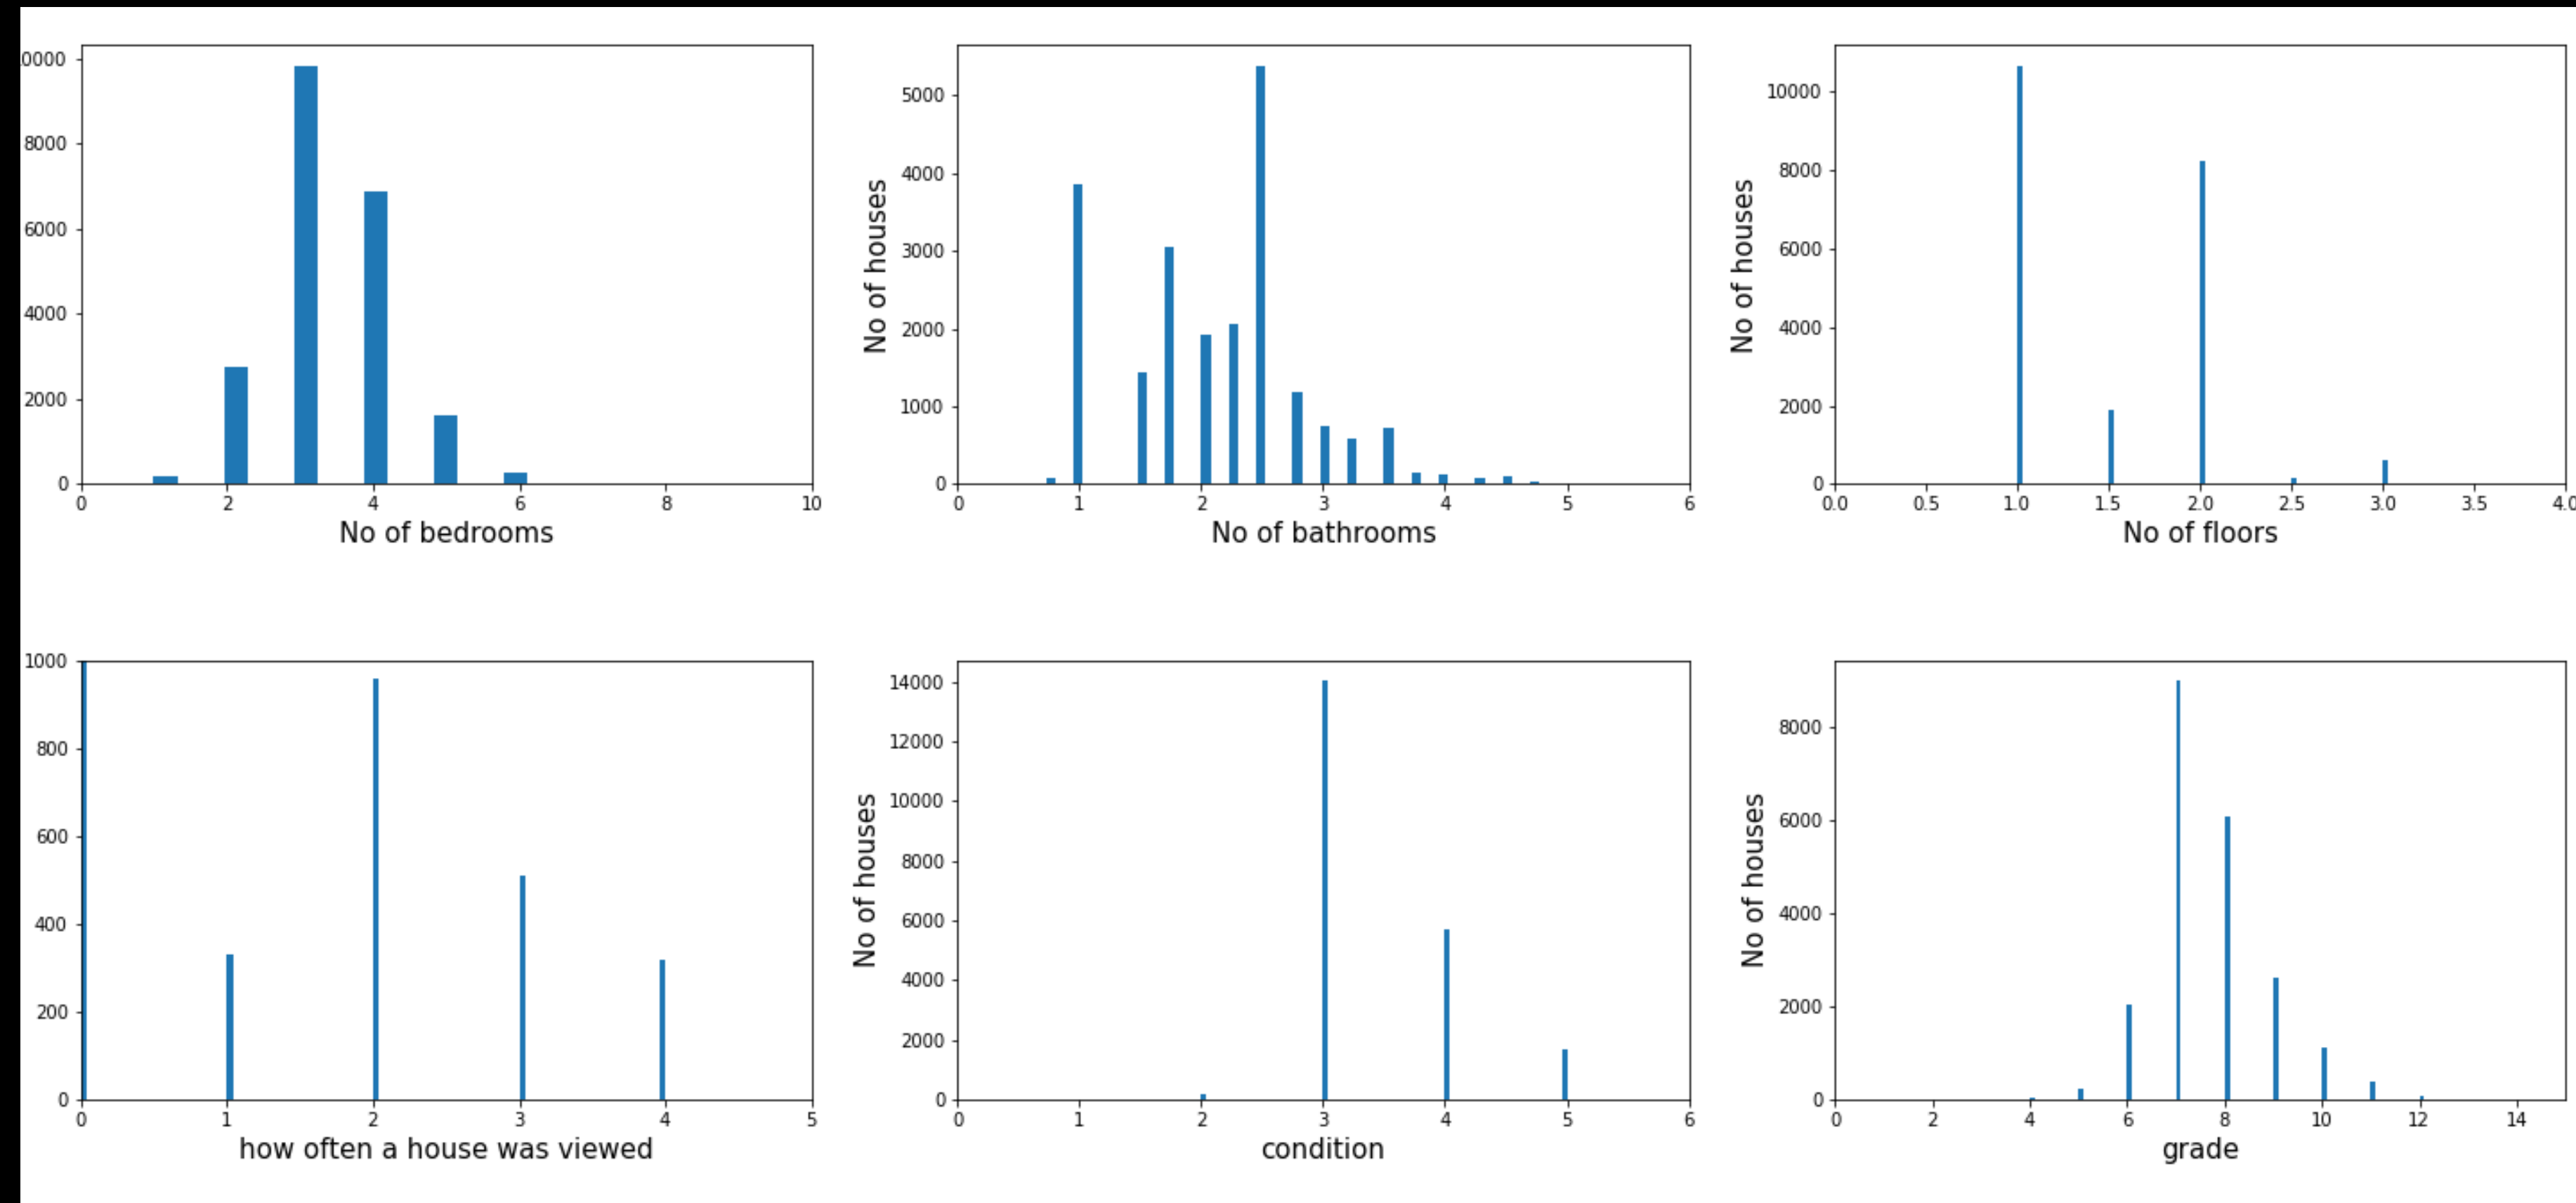 0000
8000
6000
4000
2000
0
0 2 4 6 8 10
No of bedrooms
No of houses
5000
4000
3000
2000
1000
0
0 1 2 3 4 5 6
No of bathrooms
No of houses
10000
8000
6000
4000
2000
0
0.0 0.5 1.0 1.5 2.0 2.5 3.0 3.5 4.0
No of floors
1000
800
600
400
200
0
0 1 2 3 4 5
how often a house was viewed
No of houses
14000
12000
10000
8000
6000
4000
2000
0
0 1 2 3 4 5 6
condition
No of houses
8000
6000
4000
2000
0
0 2 4 6 8 10 12 14
grade